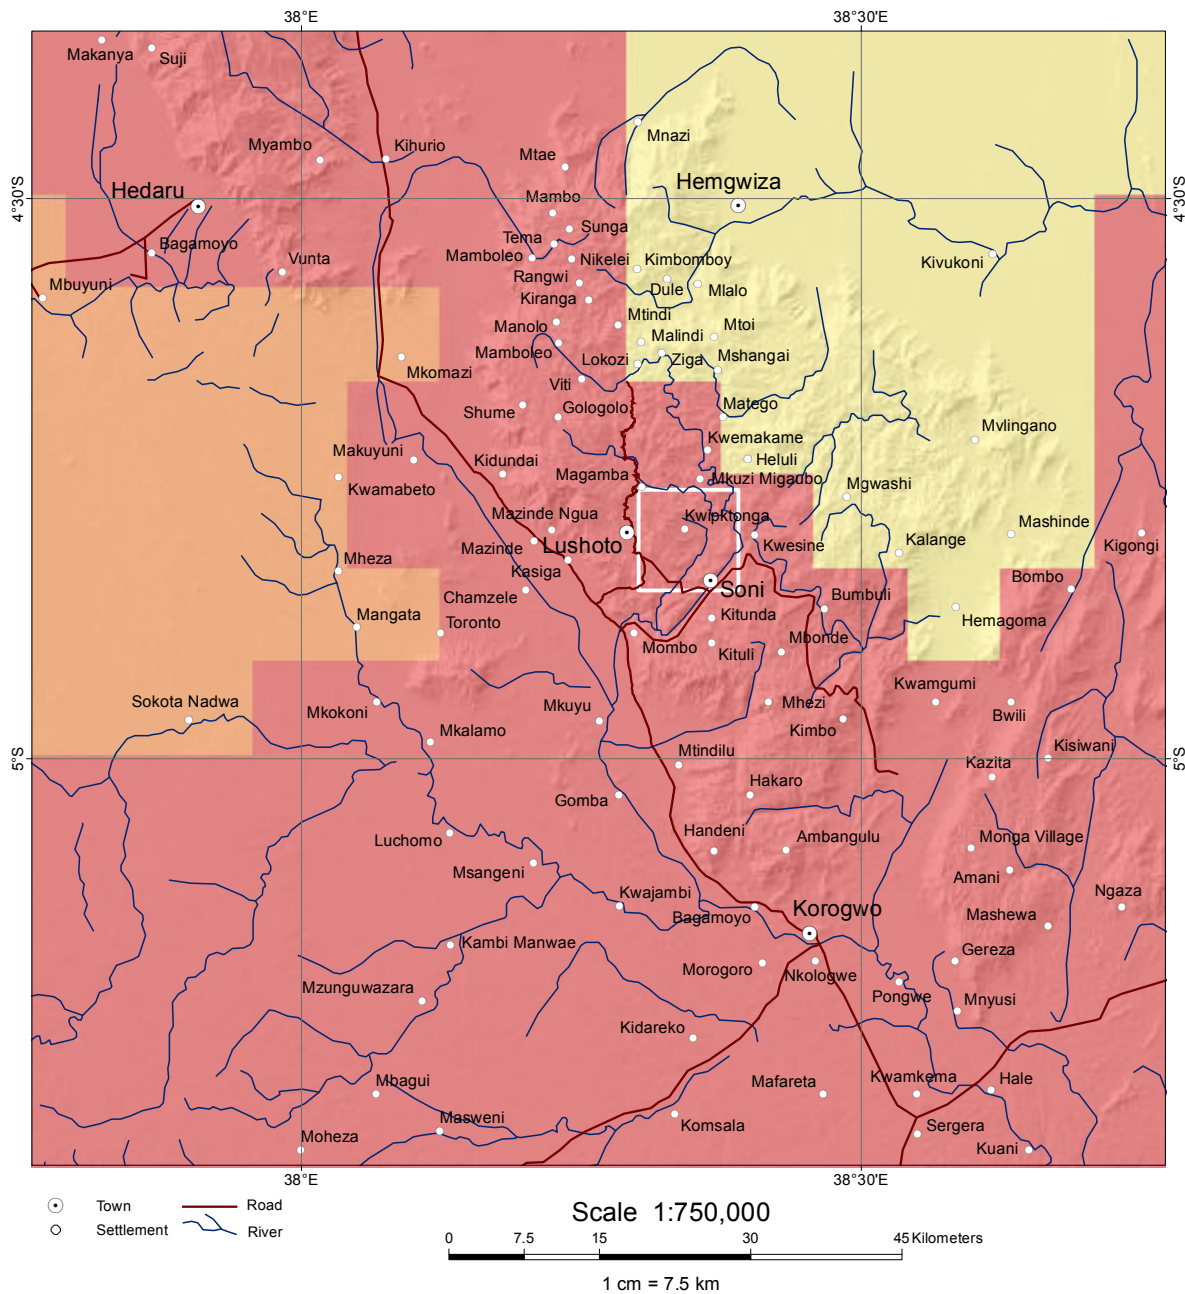 38°E
38°30'E
Makanya
Suji
Mnazi
Myambo
Kihurio
Mtae
Hemgwiza
Hedaru
4°30'S
4°30'S
Mambo
Sunga
Tema
Bagamoyo
Mamboleo
Nikelei
Kimbomboy
Vunta
Kivukoni
Rangwi
Mbuyuni
Dule
Mlalo
Kiranga
Mtindi
Manolo
Mtoi
Malindi
Mamboleo
Lokozi
Ziga
Mshangai
Mkomazi
Viti
Shume
Gologolo
Matego
Mvlingano
Kwemakame
Makuyuni
Kidundai
Heluli
Magamba
Mkuzi Migaubo
Mgwashi
Kwamabeto
Mazinde Ngua
Kwipktonga
Mashinde
Kalange
Kigongi
Mazinde
Lushoto
Kwesine
Mheza
Kasiga
Bombo
Chamzele
Soni
Bumbuli
Mangata
Toronto
Kitunda
Hemagoma
Mombo
Kituli
Mbonde
Kwamgumi
Sokota Nadwa
Mkokoni
Mkuyu
Mhezi
Bwili
Kimbo
Mkalamo
Mtindilu
Kisiwani
5°S
5°S
Kazita
Hakaro
Gomba
Luchomo
Handeni
Ambangulu
Monga Village
Msangeni
Amani
Kwajambi
Ngaza
Bagamoyo
Korogwo
Mashewa
Kambi Manwae
Gereza
Morogoro
Nkologwe
Mzunguwazara
Pongwe
Mnyusi
Kidareko
Mbagui
Mafareta
Kwamkema
Hale
Masweni
Komsala
Moheza
Sergera
Kuani
38°E
38°30'E
Town
Road
Settlement
River
Scale 1:750,000
0 7.5 15 30 45 Kilometers
1 cm = 7.5 km